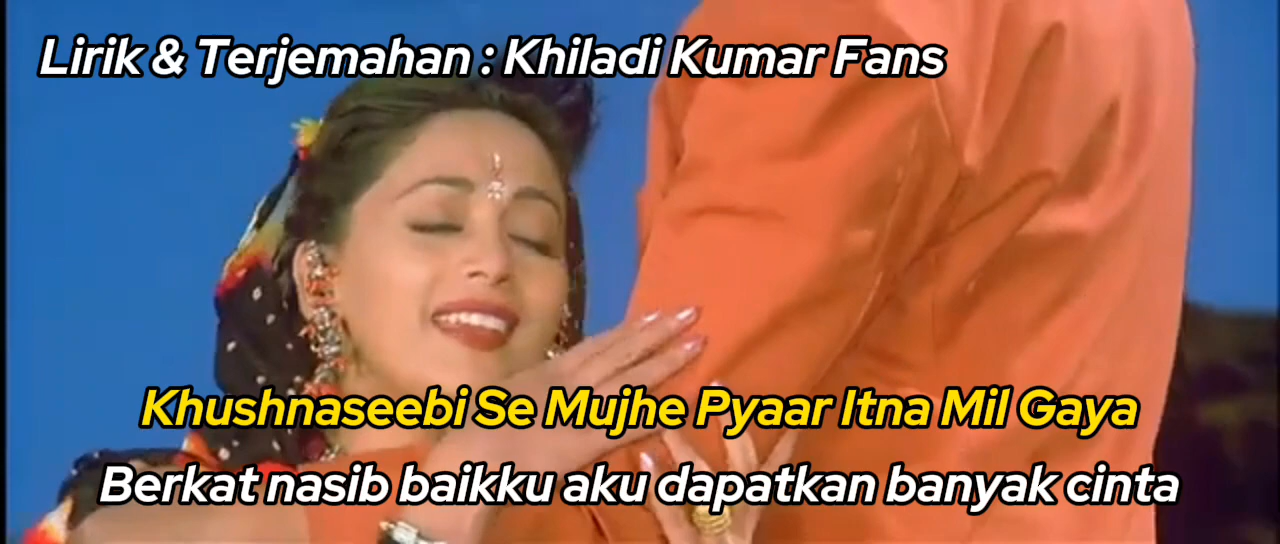 Lirik & Terjemahan : Khiladi Kumar Fans
Khushnaseebi Se Mujhe Pyaar Itna Mil Gaya
Berkat nasib baikku aku dapatkan banyak cinta